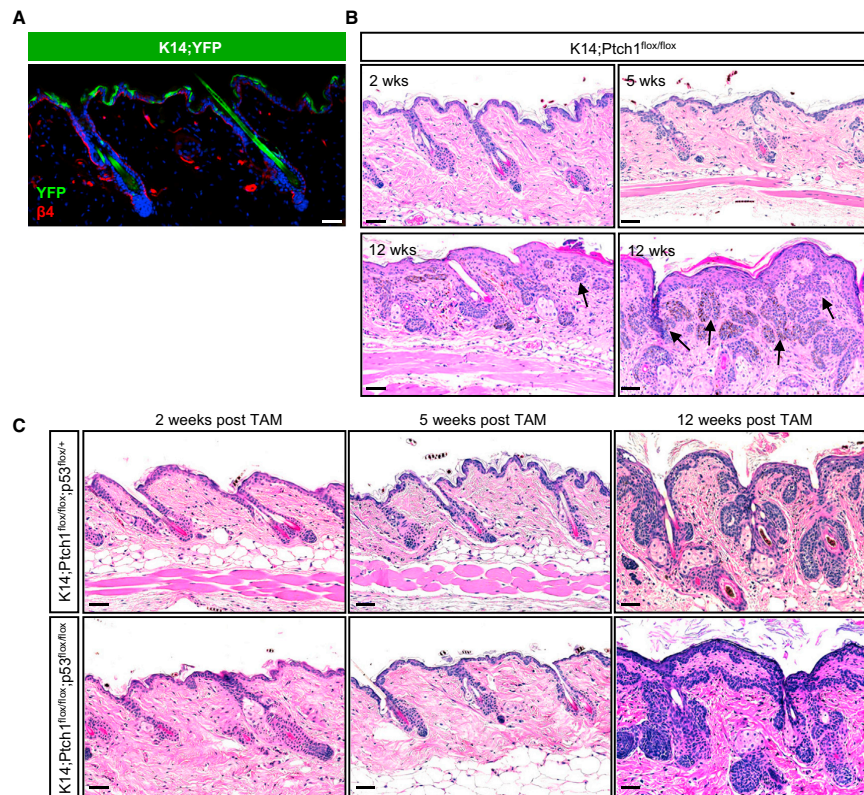 A
K14;YFP
YFP
β4
B
K14;Ptch1flox/flox
2 wks
5 wks
12 wks
12 wks
C
2 weeks post TAM
5 weeks post TAM
12 weeks post TAM
K14;Ptch1flox/flox;p53flox/+
K14;Ptch1flox/flox;p53flox/flox